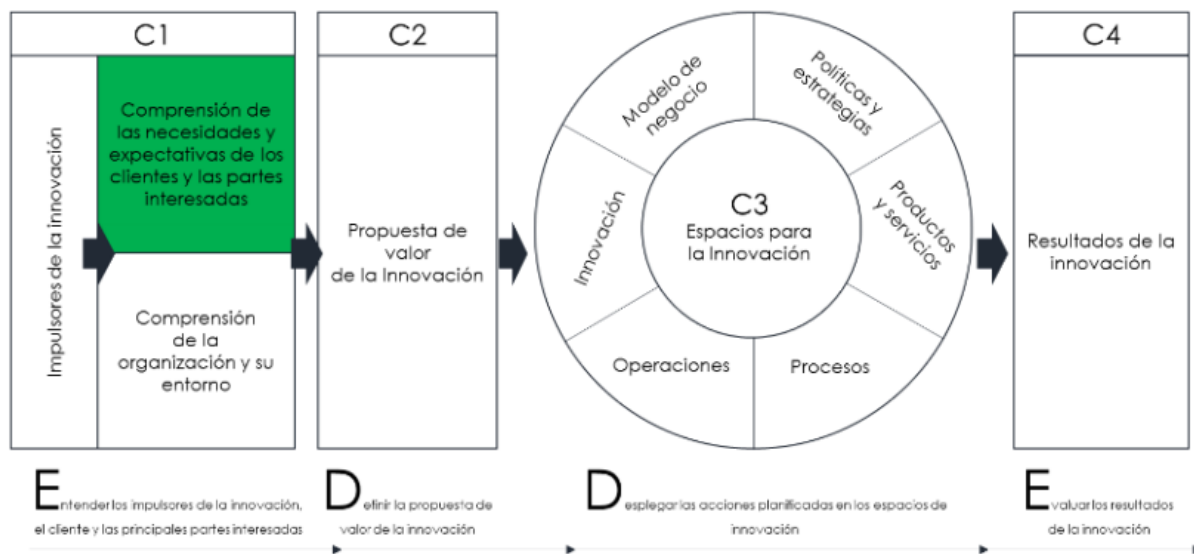 C1
Impulsores de la innovación
Comprensión de
las necesidades y
expectativas de los
clientes y las partes
interesadas
Comprensión
de la
organización y su
entorno
C2
Propuesta de
valor
de la Innovación
Modelo de
negocio
Políticas y
estrategias
Productos
y servicios
Procesos
Operaciones
Innovación
C3
Espacios para
la Innovación
C4
Resultados de la
innovación
Entender los impulsores de la innovación,
el cliente y las principales partes interesadas
Definir la propuesta de
valor de la innovación
Desplegar las acciones planificadas en los espacios de
innovación
Evaluar los resultados
de la innovación